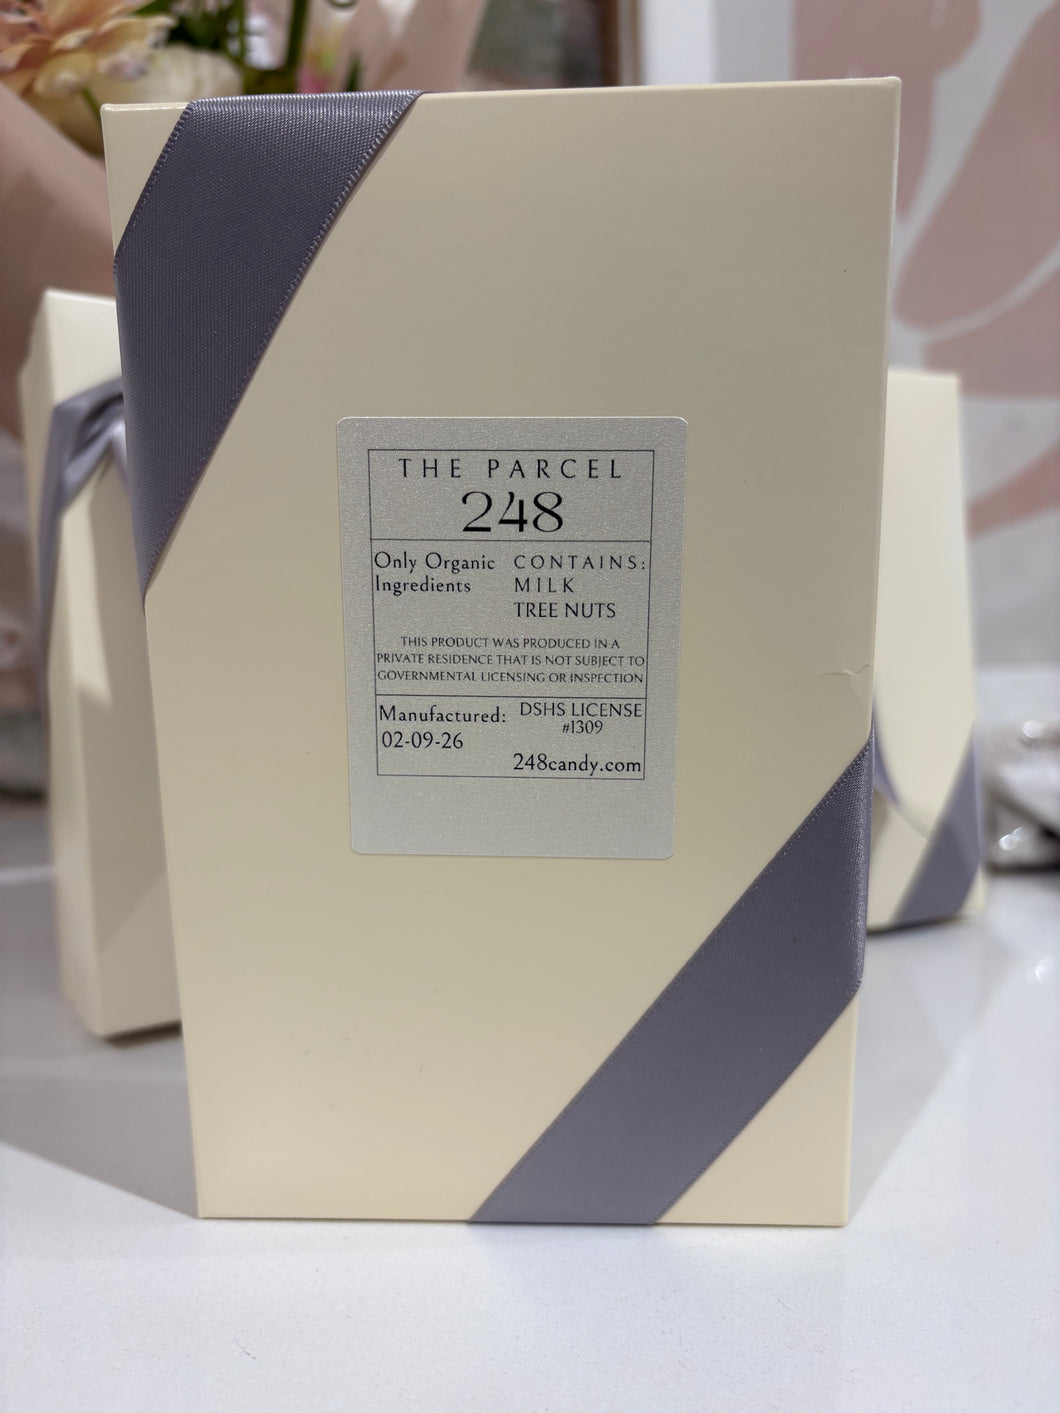 THE PARCEL
248
Only Organic
Ingredients
CONTAINS:
MILK
TREE NUTS
THIS PRODUCT WAS PRODUCED IN A
PRIVATE RESIDENCE THAT IS NOT SUBJECT TO
GOVERNMENTAL LICENSING OR INSPECTION
Manufactured:
02-09-26
DSHS LICENSE
#1309
248candy.com